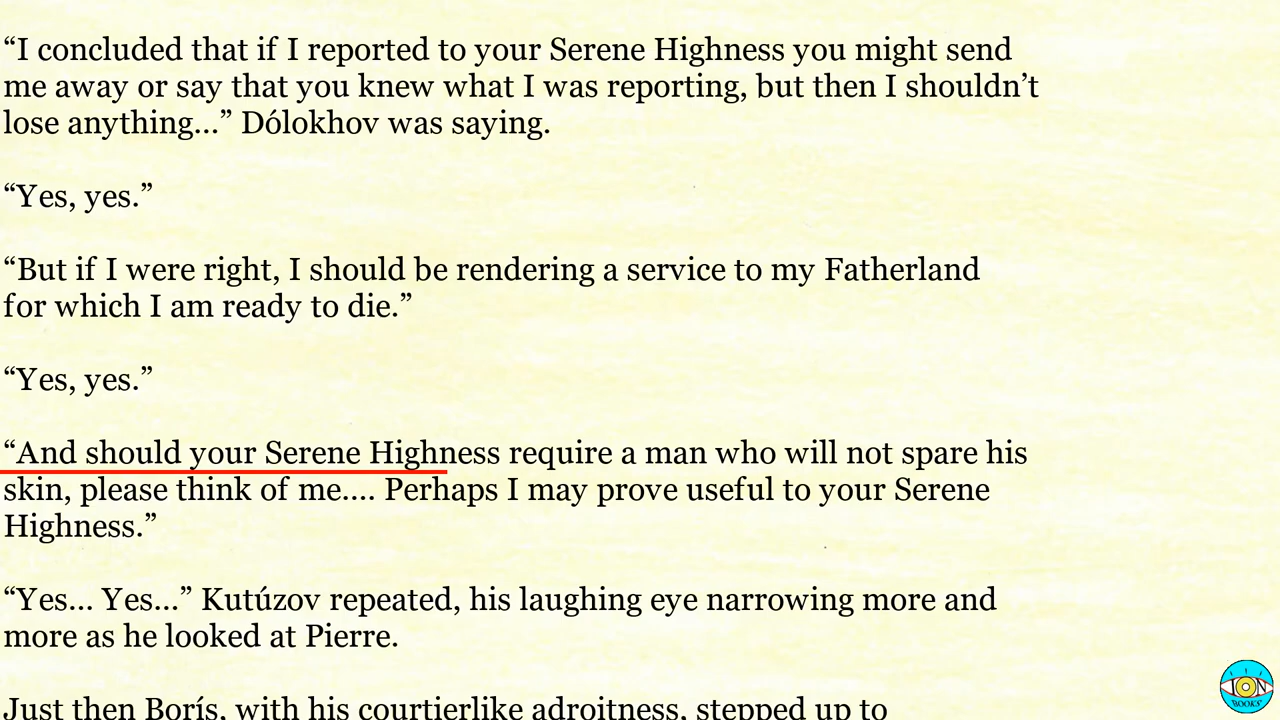 “I concluded that if I reported to your Serene Highness you might send
me away or say that you knew what I was reporting, but then I shouldn’t
lose anything...” Dólokhov was saying.
“Yes, yes.”
“But if I were right, I should be rendering a service to my Fatherland
for which I am ready to die.”
“Yes, yes.”
“And should your Serene Highness require a man who will not spare his
skin, please think of me.... Perhaps I may prove useful to your Serene
Highness.”
“Yes... Yes...” Kutúzov repeated, his laughing eye narrowing more and
more as he looked at Pierre.
Just then Borís, with his courtierlike adroitness, stepped up to
ION
BOOKS